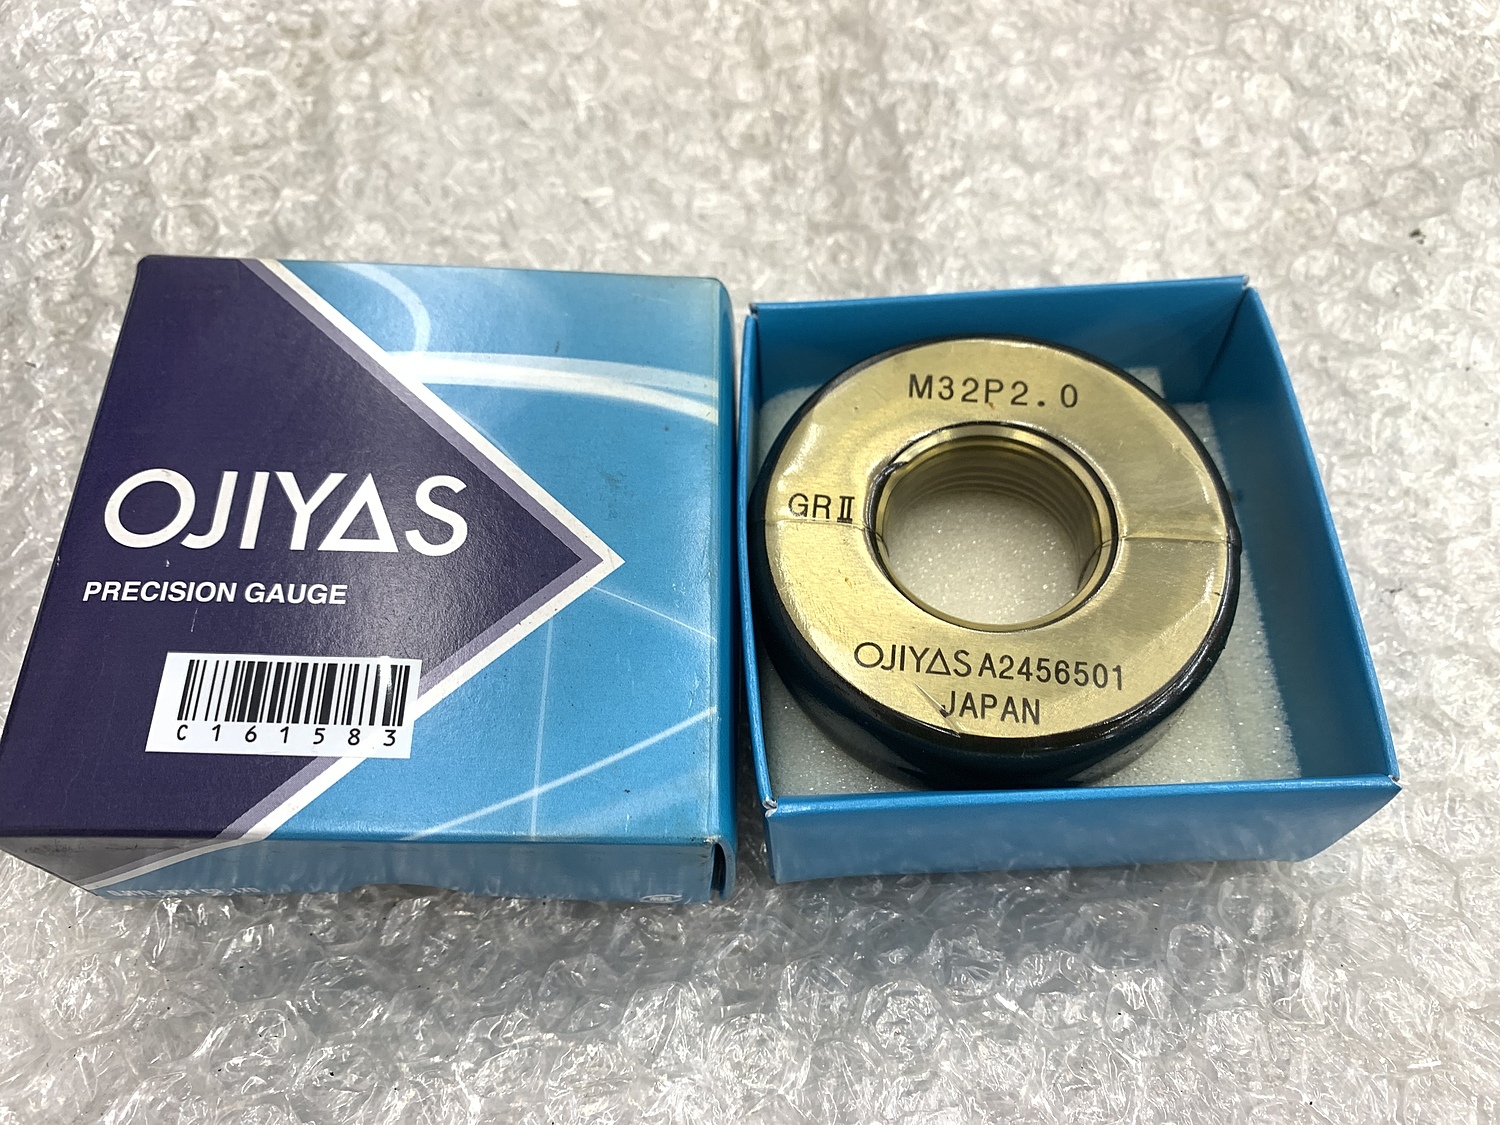 OJIYAS
PRECISION GAUGE
C161583
M32P2.0
GRⅡ
OJIYAS A2456501
JAPAN